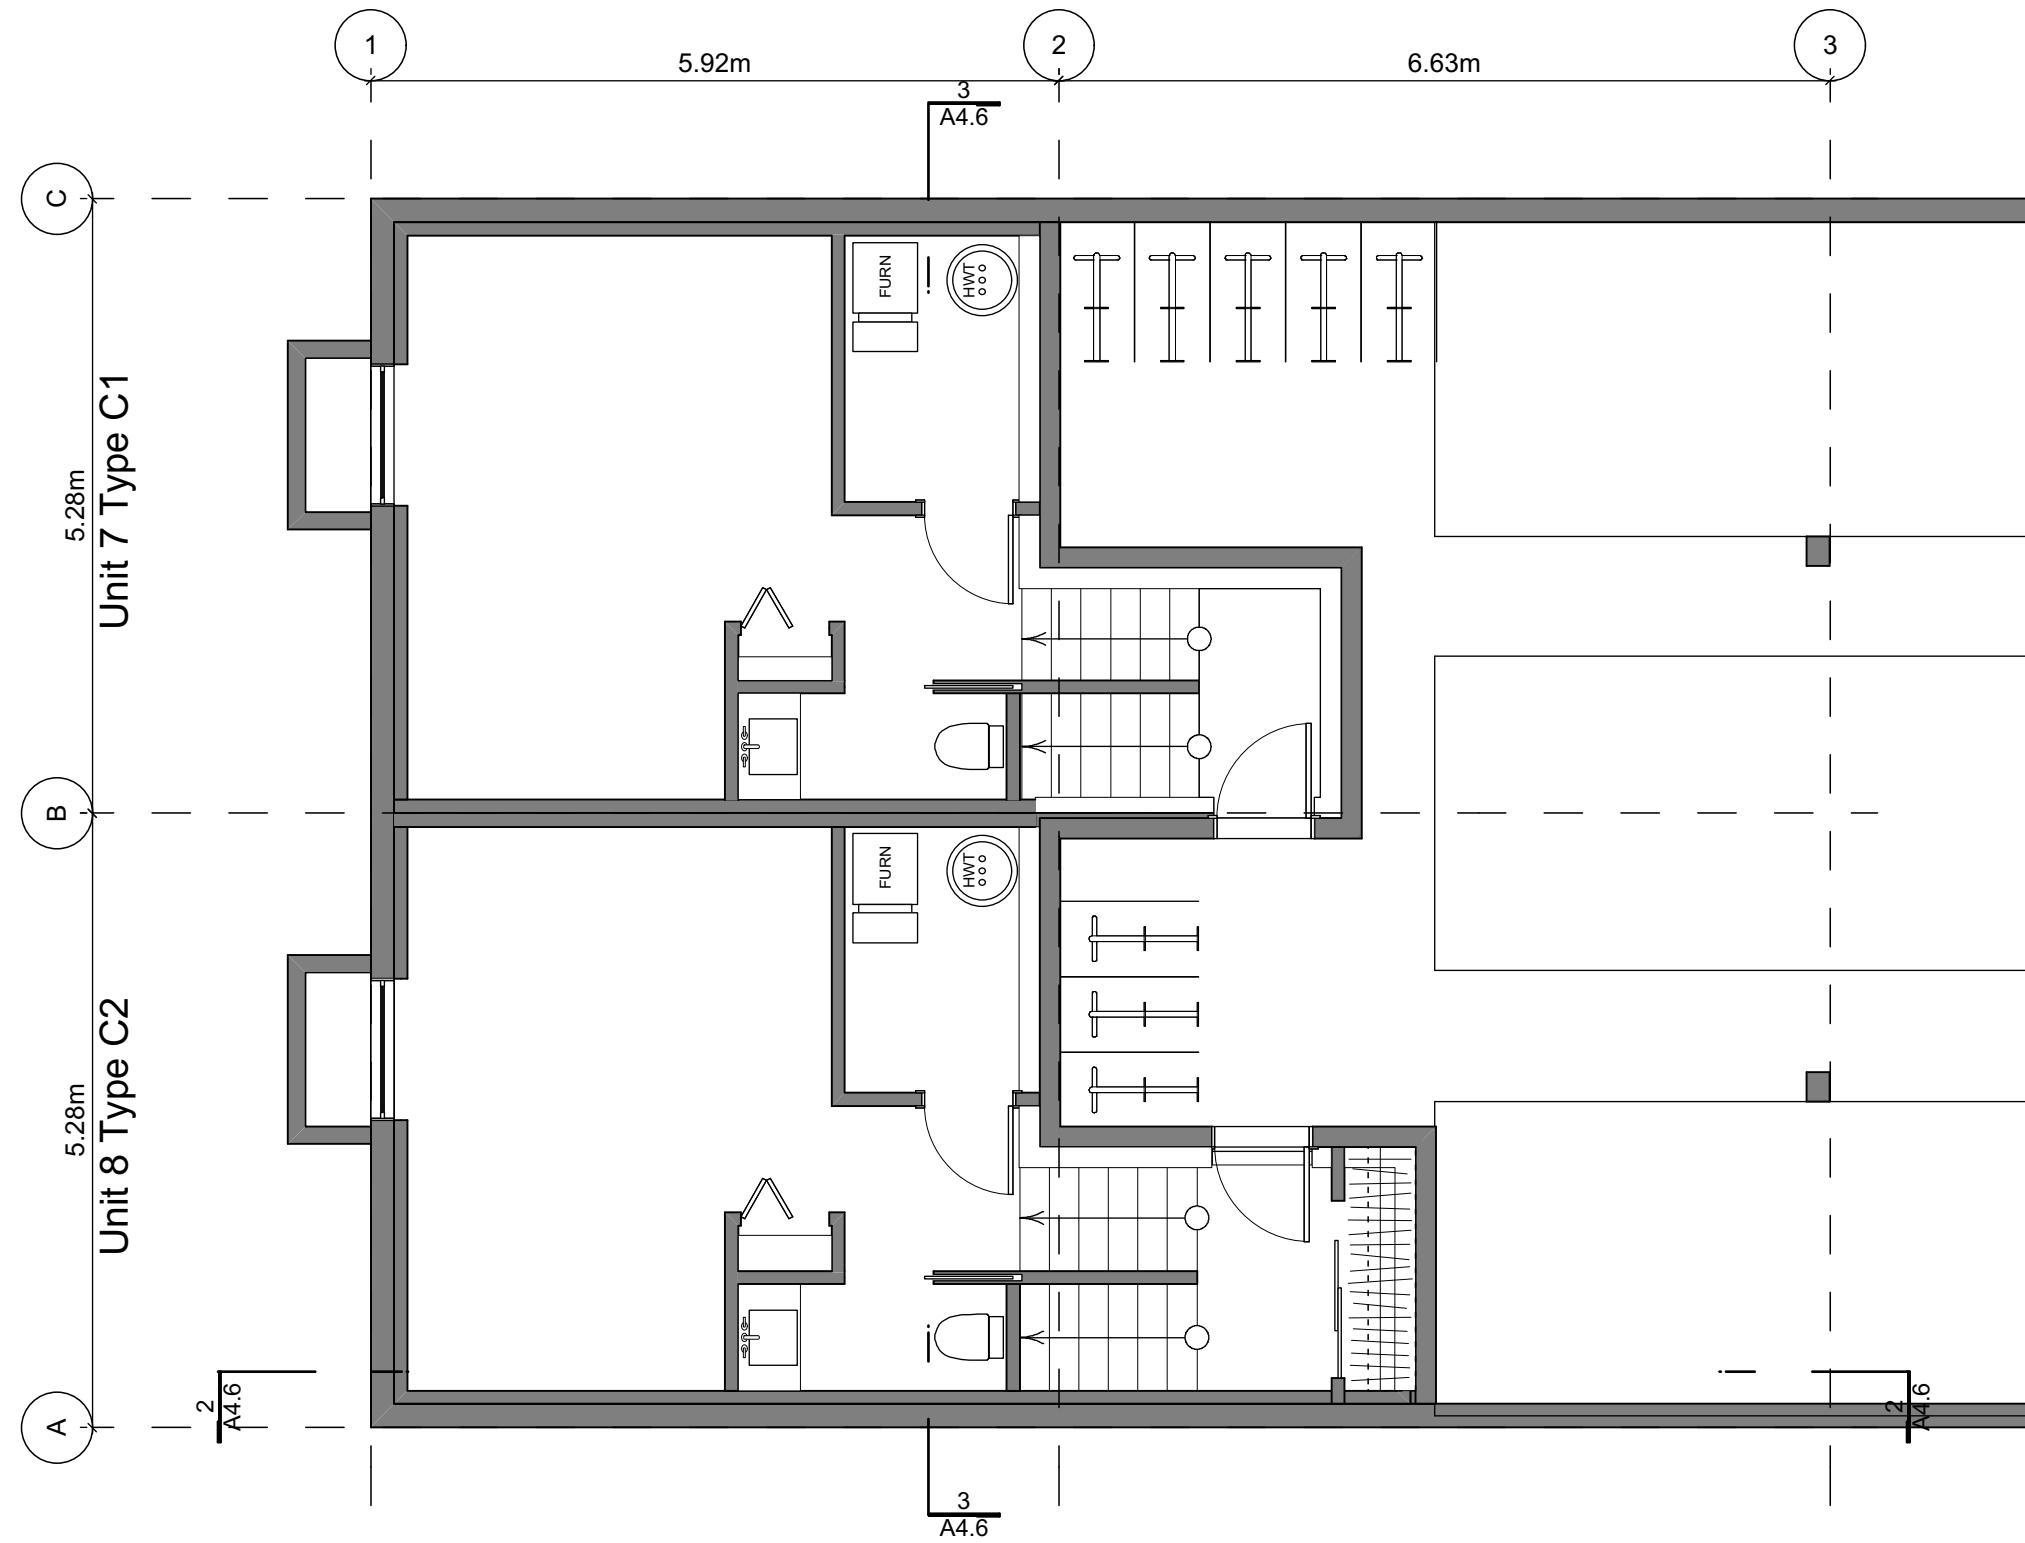 1
2
3
5.92m
6.63m
3
A4.6
C
B
A
5.28m
Unit 7 Type C1
5.28m
Unit 8 Type C2
FURN
HWT
FURN
HWT
2
A4.6
2
A4.6
3
A4.6